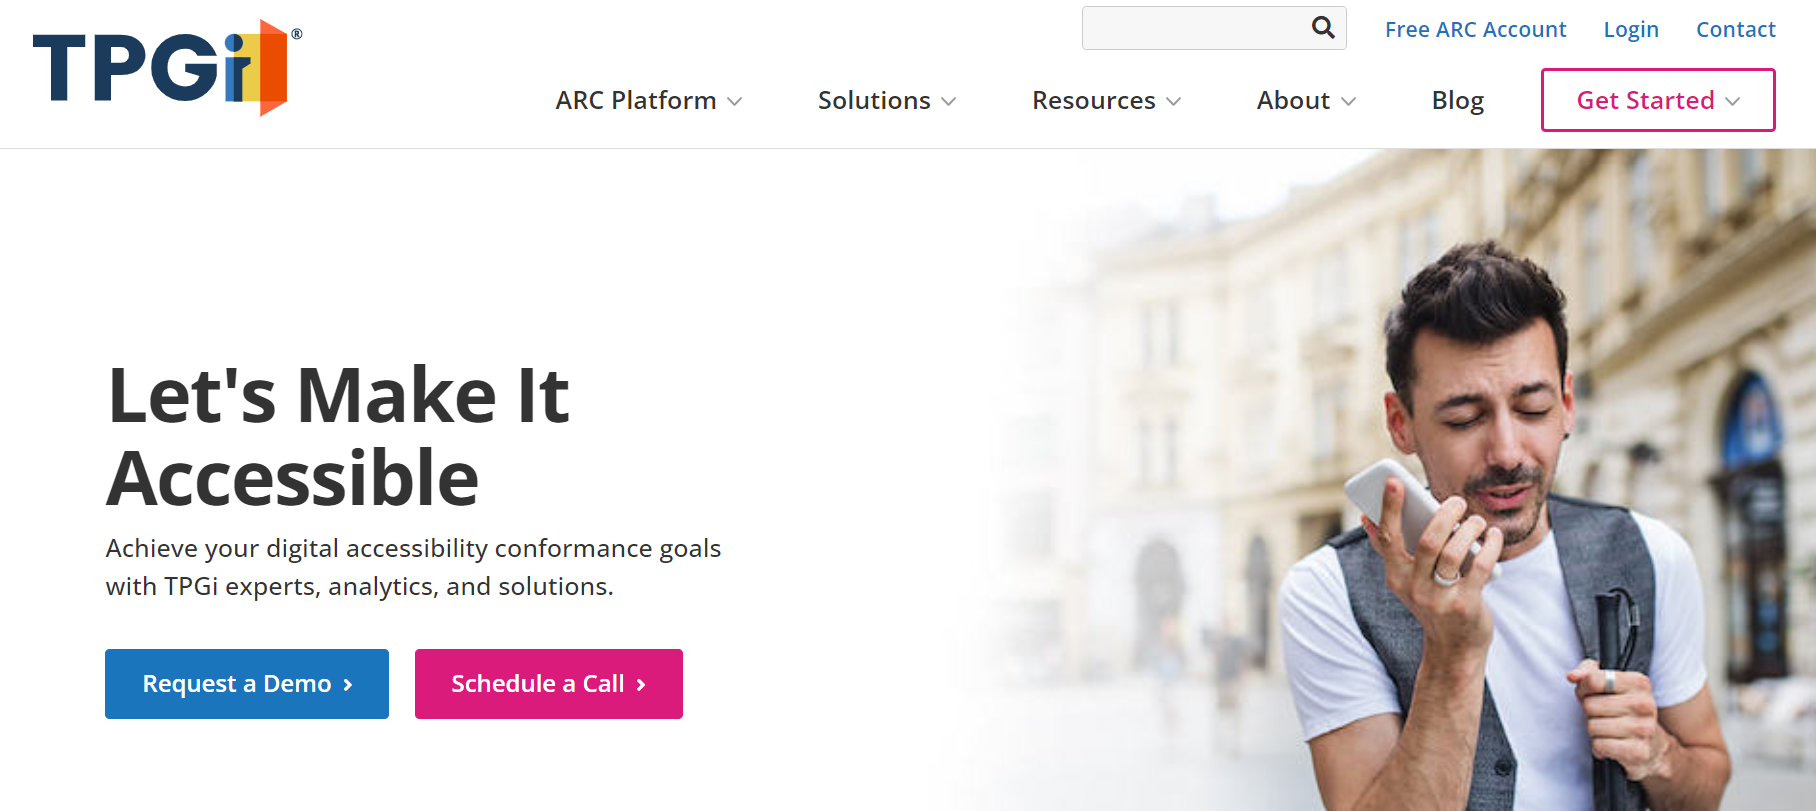 TPGi®
Free ARC Account
Login
Contact
ARC Platform
Solutions
Resources
About
Blog
Get Started
Let's Make It
Accessible
Achieve your digital accessibility conformance goals
with TPGi experts, analytics, and solutions.
Request a Demo
Schedule a Call